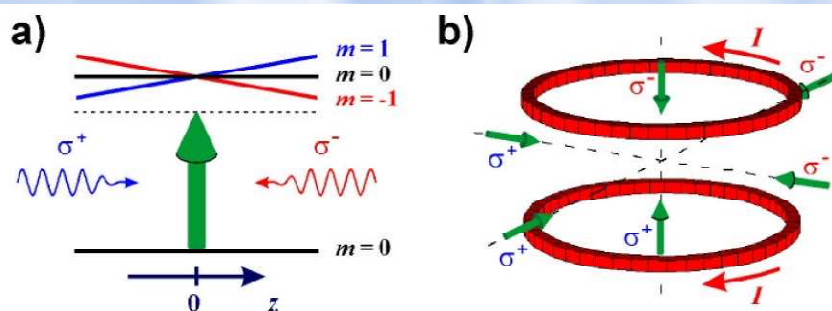 a)
m = 1
m = 0
m = -1
σ+
σ-
m = 0
0
z
b)
I
σ-
σ-
σ+
σ-
σ+
σ+
I